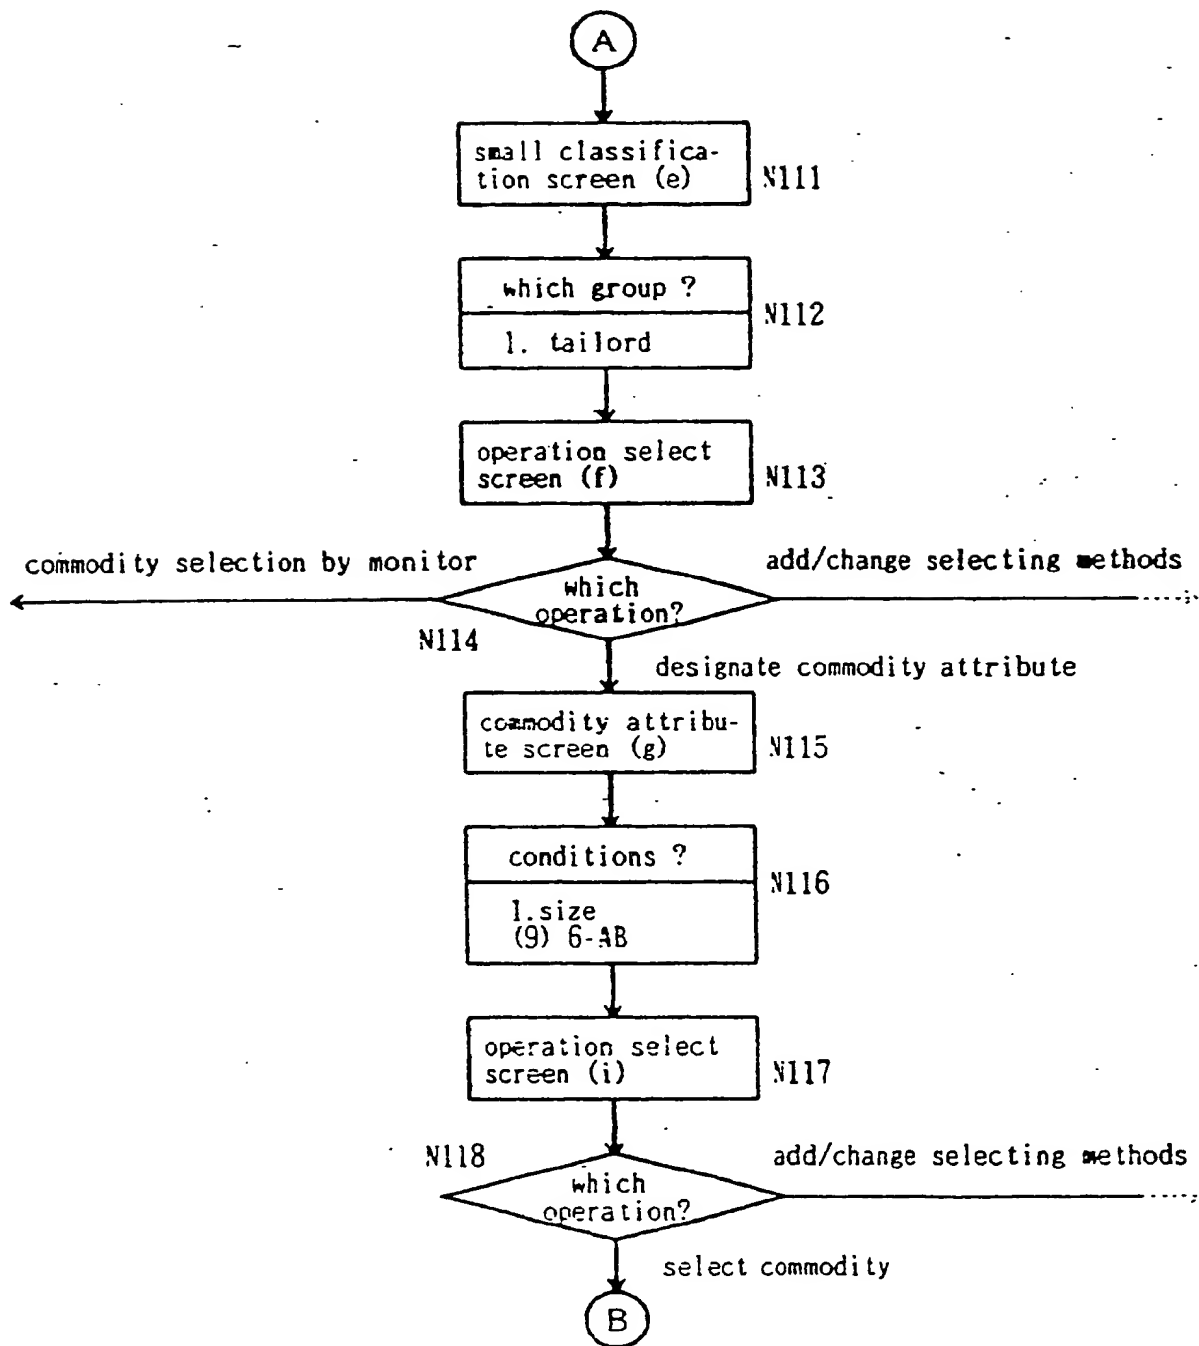 A
small classifica-
tion screen (e)
N111
which group ?
N112
1. tailord
operation select
screen (f)
N113
commodity selection by monitor
add/change selecting methods
which
operation?
N114
designate commodity attribute
commodity attribu-
te screen (g)
N115
conditions ?
N116
1.size
(9) 6-AB
operation select
screen (i)
N117
N118
add/change selecting methods
which
operation?
select commodity
B